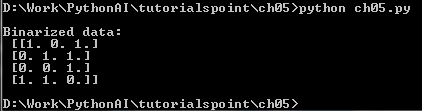 D:\Work\PythonAI\tutorialspoint\ch05>python ch05.py
Binarized data:
[[1. 0. 1.]
[0. 1. 1.]
[0. 0. 1.]
[1. 1. 0.]]
D:\Work\PythonAI\tutorialspoint\ch05>